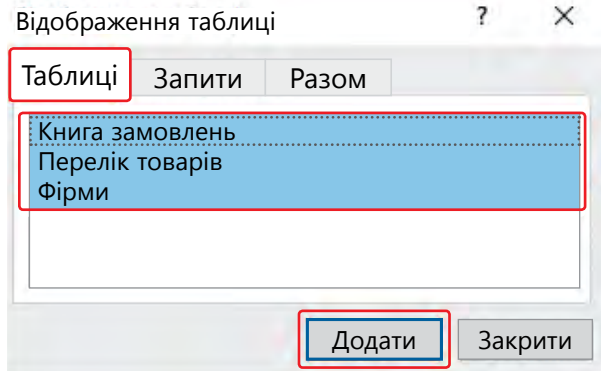 Відображення таблиці ? ×
Таблиці Запити Разом
Книга замовлень
Перелік товарів
Фірми
Додати Закрити